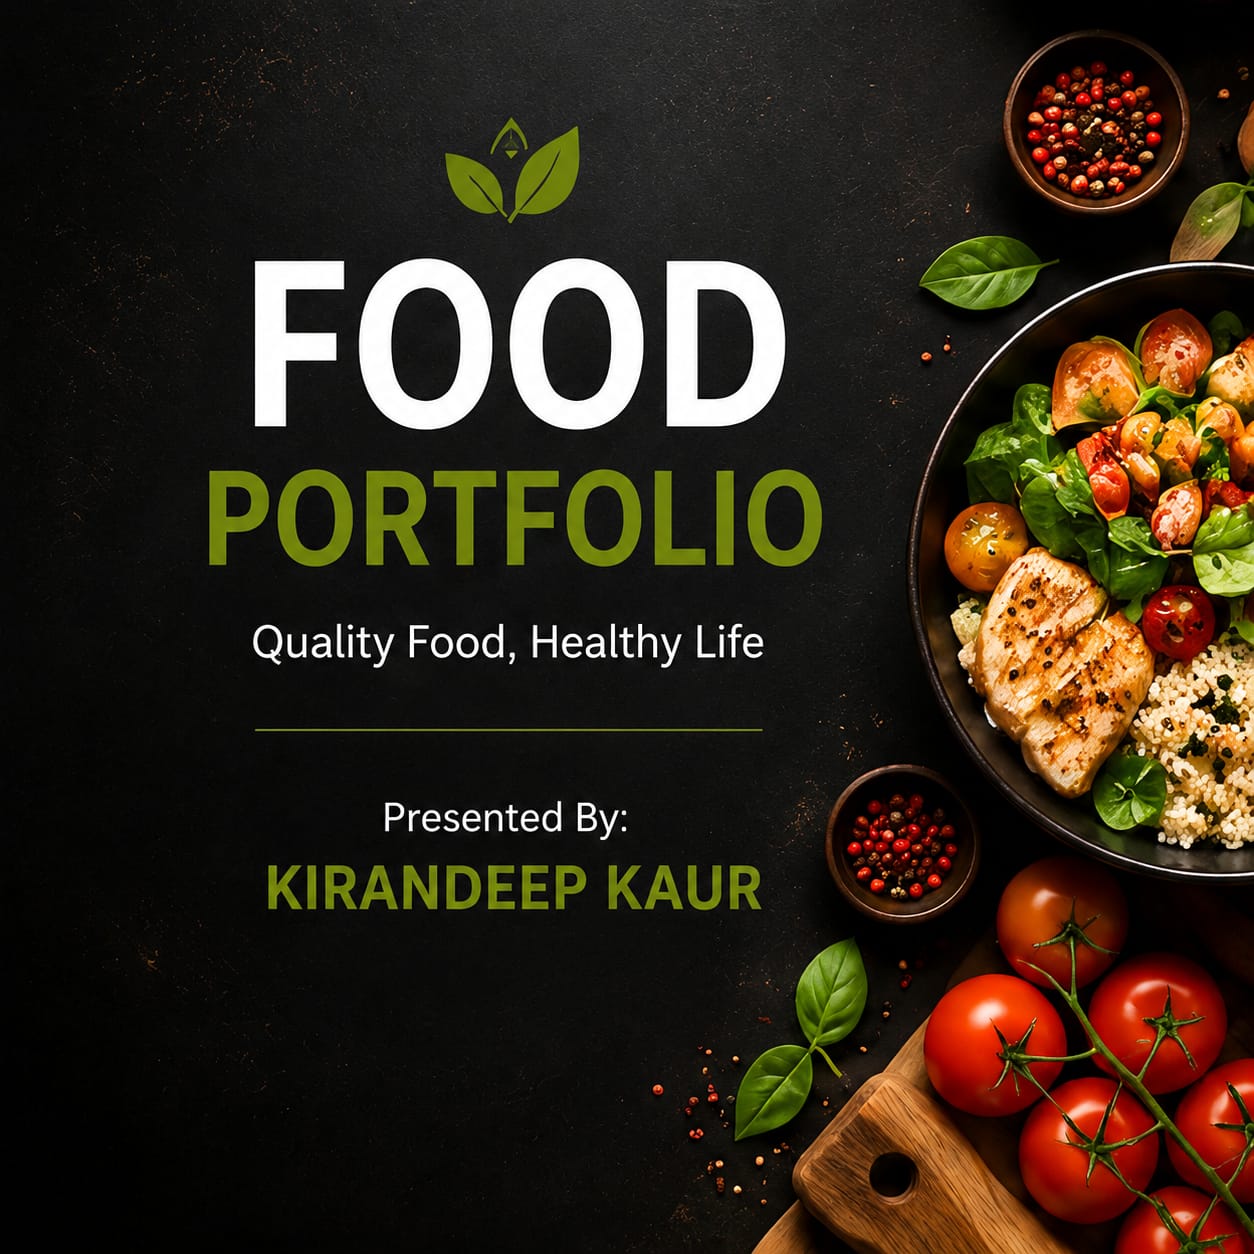 FOOD
PORTFOLIO
Quality Food, Healthy Life
Presented By:
KIRANDEEP KAUR